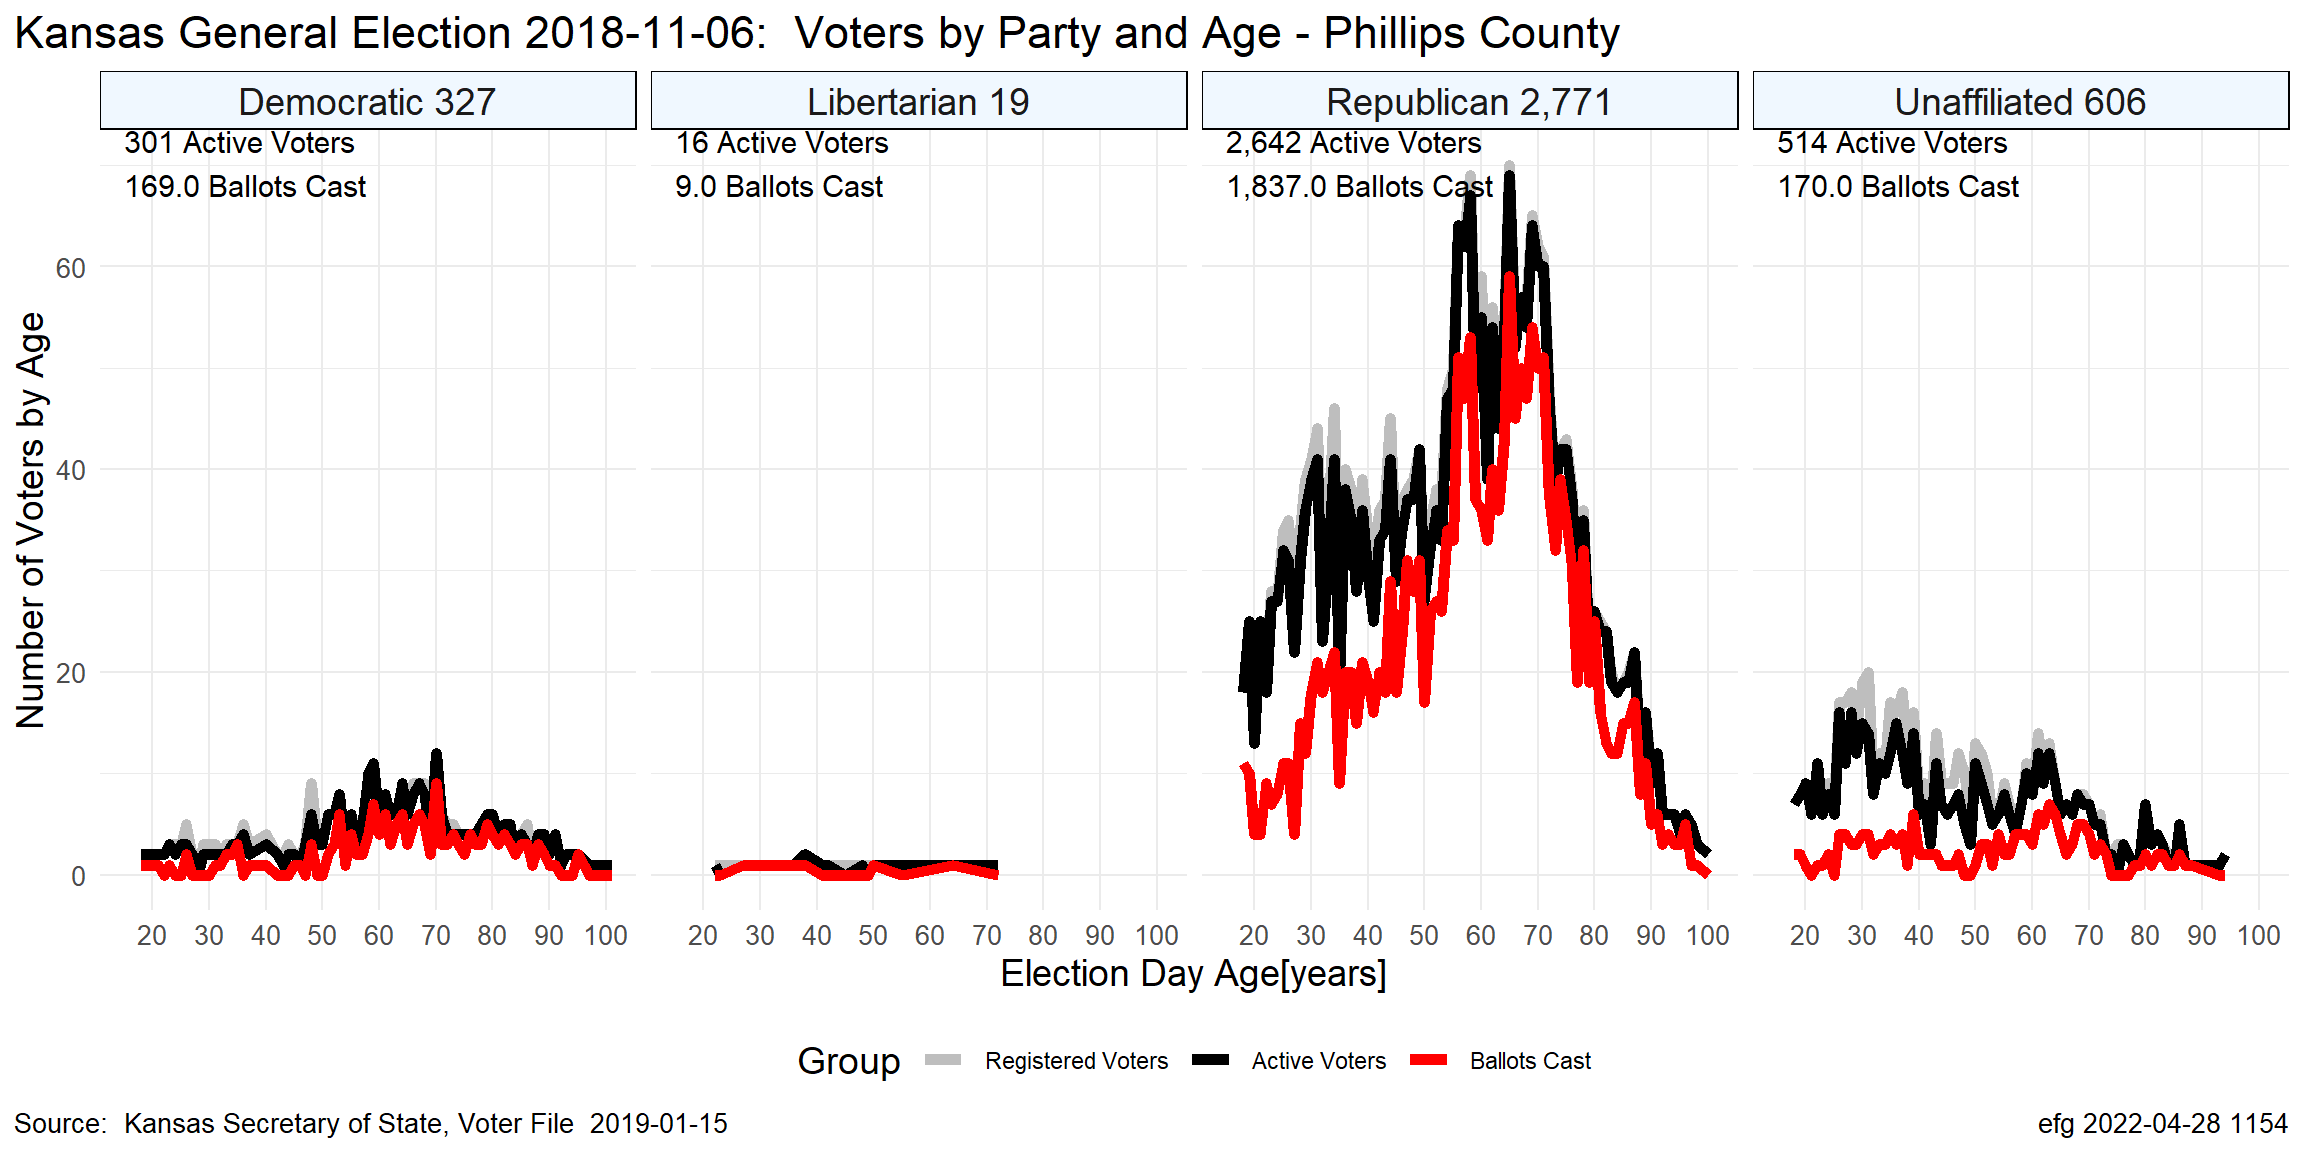 Kansas General Election 2018-11-06:  Voters by Party and Age - Phillips County
Democratic 327
Libertarian 19
Republican 2,771
Unaffiliated 606
301 Active Voters
169.0 Ballots Cast
16 Active Voters
9.0 Ballots Cast
2,642 Active Voters
1,837.0 Ballots Cast
514 Active Voters
170.0 Ballots Cast
Number of Voters by Age
60
40
20
0
20 30 40 50 60 70 80 90 100
20 30 40 50 60 70 80 90 100
20 30 40 50 60 70 80 90 100
20 30 40 50 60 70 80 90 100
Election Day Age[years]
Group Registered Voters Active Voters Ballots Cast
Source:  Kansas Secretary of State, Voter File  2019-01-15
efg 2022-04-28 1154